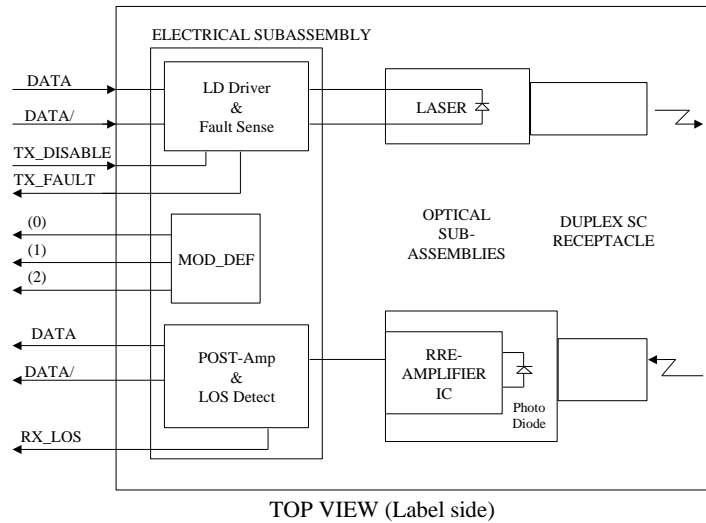 ELECTRICAL SUBASSEMBLY
DATA
DATA/
TX_DISABLE
TX_FAULT
LD Driver
&
Fault Sense
LASER
(0)
(1)
(2)
MOD_DEF
OPTICAL
SUB-
ASSEMBLIES
DUPLEX SC
RECEPTACLE
DATA
DATA/
RX_LOS
POST-Amp
&
LOS Detect
RRE-
AMPLIFIER
IC
Photo
Diode
TOP VIEW (Label side)